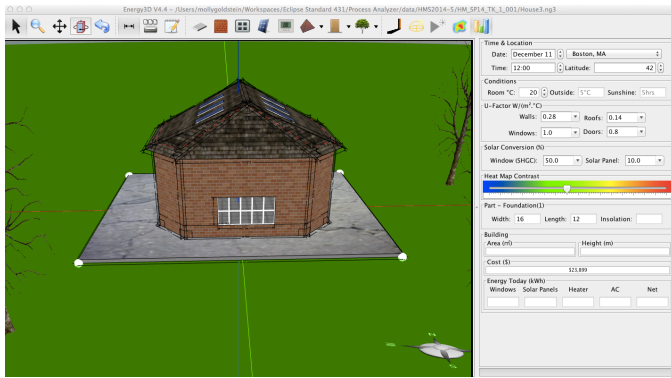 Energy3D V4.4 - /Users/mollygoldstein/Workspaces/Eclipse Standard 431/Process Analyzer/data/HMS2014-5/HM_SP14_TX_1_001/House3.ng3
Time & Location
Date: December 11 Boston, MA
Time: 12:00 Latitude: 42
Conditions
Room °C: 20 Outside: 5°C Sunshine: 5hrs
U-Factor W/(m².°C)
Walls: 0.28 Roofs: 0.14
Windows: 1.0 Doors: 0.8
Solar Conversion (%)
Window (SHGC): 50.0 Solar Panel: 10.0
Heat Map Contrast
Part - Foundation(1)
Width: 16 Length: 12 Insolation:
Building
Area (㎡) Height (m)
Cost ($)
$23,899
Energy Today (kWh)
Windows Solar Panels Heater AC Net